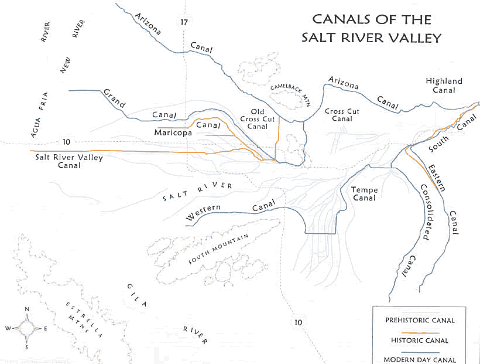 CANALS OF THE
SALT RIVER VALLEY
17
Arizona
Canal
RIVER
NEW RIVER
AGUA FRIA
CAMELBACK MTN
Arizona
Canal
Highland
Canal
Grand
Canal
Maricopa
Canal
Old
Cross Cut
Canal
Cross Cut
Canal
South
Canal
10
Salt River Valley
Canal
SALT RIVER
Tempe
Canal
Eastern
Canal
Consolidated
Canal
Western
Canal
SOUTH MOUNTAIN
GILA
RIVER
ESTRELLA
MTNS
10
N
W
E
S
PREHISTORIC CANAL
HISTORIC CANAL
MODERN DAY CANAL